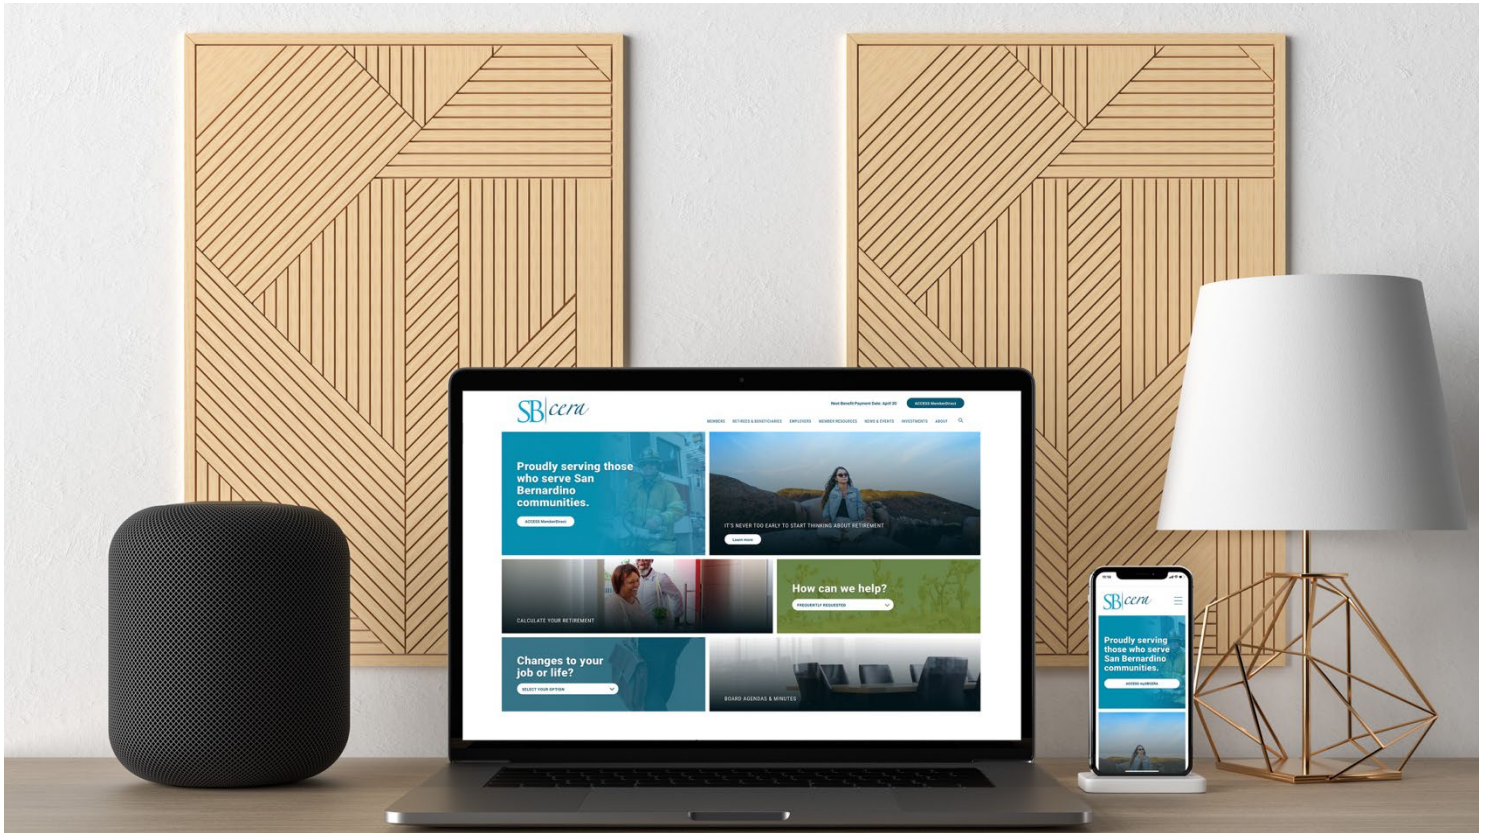 SB cera
Next Benefit Payment Date: April 30
ACCESS MemberDirect
MEMBERS RETIREES & BENEFICIARIES EMPLOYERS MEMBER RESOURCES NEWS & EVENTS INVESTMENTS ABOUT
Proudly serving those
who serve San
Bernardino
communities.
ACCESS MemberDirect
IT'S NEVER TOO EARLY TO START THINKING ABOUT RETIREMENT
Learn more
CALCULATE YOUR RETIREMENT
How can we help?
FREQUENTLY REQUESTED
Changes to your
job or life?
SELECT YOUR OPTION
BOARD AGENDAS & MINUTES
SB cera
Proudly serving
those who serve
San Bernardino
communities.
ACCESS mySBCERA